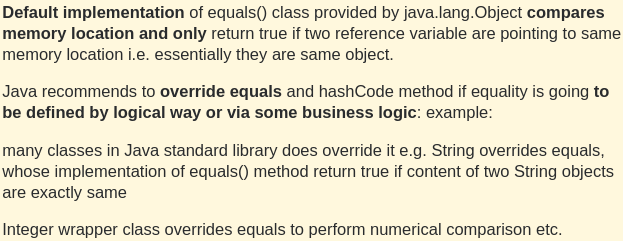 Default implementation of equals() class provided by java.lang.Object compares
memory location and only return true if two reference variable are pointing to same
memory location i.e. essentially they are same object.
Java recommends to override equals and hashCode method if equality is going to
be defined by logical way or via some business logic: example:
many classes in Java standard library does override it e.g. String overrides equals,
whose implementation of equals() method return true if content of two String objects
are exactly same
Integer wrapper class overrides equals to perform numerical comparison etc.